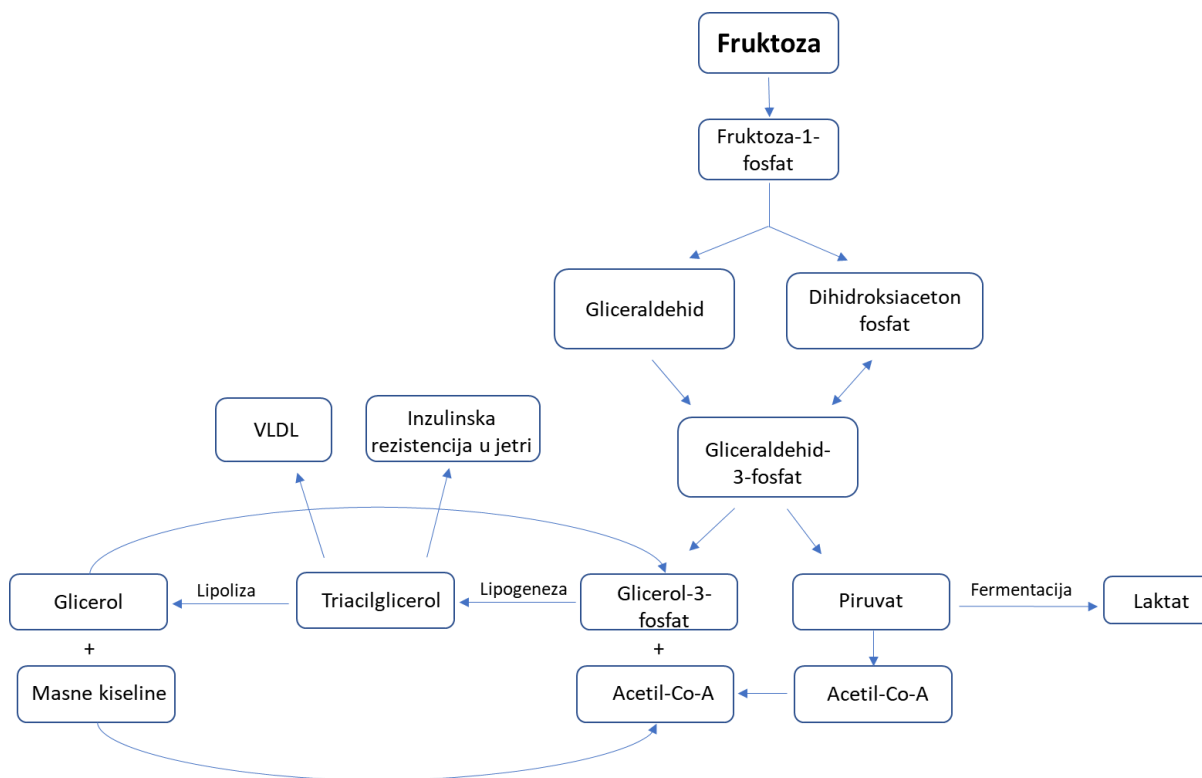 Fruktoza
Fruktoza-1-
fosfat
Gliceraldehid
Dihidroksiaceton
fosfat
VLDL
Inzulinska
rezistencija u jetri
Gliceraldehid-
3-fosfat
Glicerol
Lipoliza
Triacilglicerol
Lipogeneza
Glicerol-3-
fosfat
Piruvat
Fermentacija
Laktat
+
+
Masne kiseline
Acetil-Co-A
Acetil-Co-A